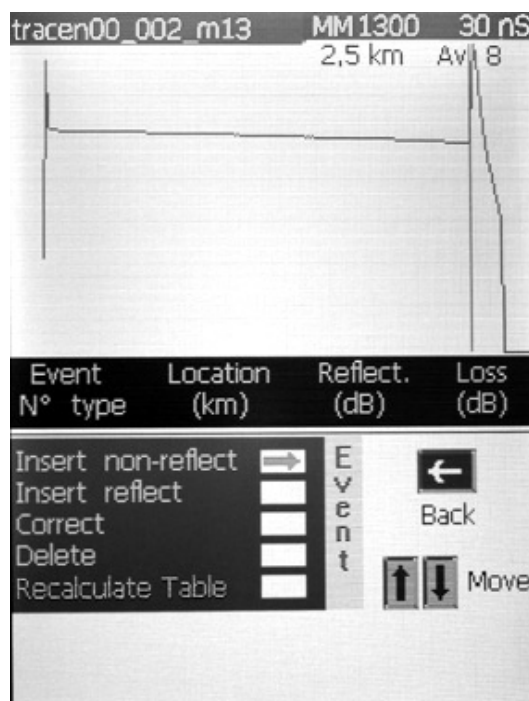 tracen00_002_m13 MM1300 30 nS
2,5 km Av 8
Event Location Reflect. Loss
N° type (km) (dB) (dB)
Insert non-reflect
Insert reflect
Correct
Delete
Recalculate Table
Event
Back
Move